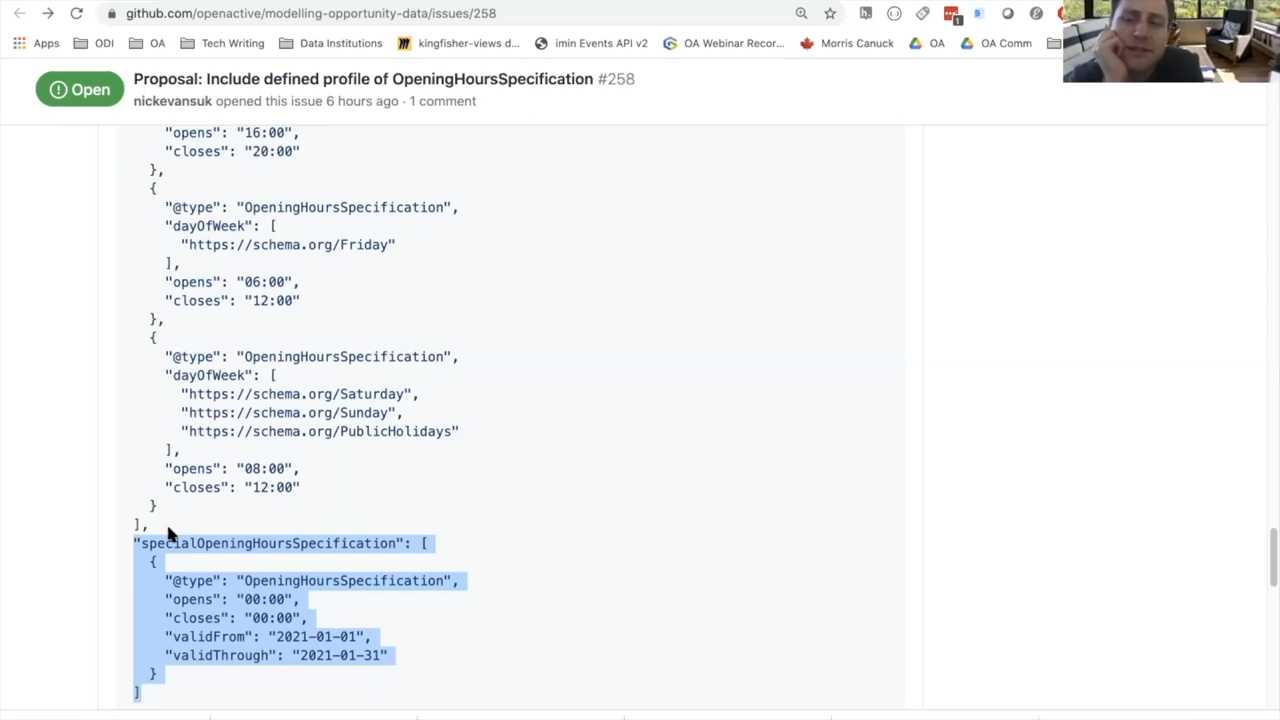 github.com/openactive/modelling-opportunity-data/issues/258
1
Apps ODI OA Tech Writing Data Institutions kingfisher-views d... imin Events API v2 OA Webinar Recor... Morris Canuck OA OA Comm
Open
Proposal: Include defined profile of OpeningHoursSpecification #258
nickevansuk opened this issue 6 hours ago · 1 comment
"opens": "16:00",
"closes": "20:00"
},
{
"@type": "OpeningHoursSpecification",
"dayOfWeek": [
"https://schema.org/Friday"
],
"opens": "06:00",
"closes": "12:00"
},
{
"@type": "OpeningHoursSpecification",
"dayOfWeek": [
"https://schema.org/Saturday",
"https://schema.org/Sunday",
"https://schema.org/PublicHolidays"
],
"opens": "08:00",
"closes": "12:00"
}
],
"specialOpeningHoursSpecification": [
{
"@type": "OpeningHoursSpecification",
"opens": "00:00",
"closes": "00:00",
"validFrom": "2021-01-01",
"validThrough": "2021-01-31"
}
]